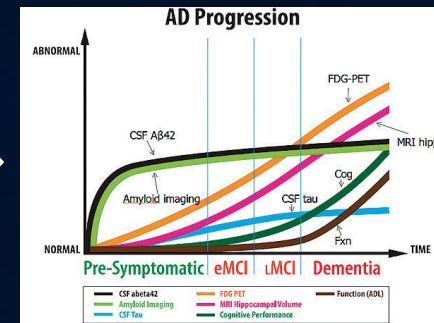 AD Progression
ABNORMAL
FDG-PET
CSF Aβ42
MRI hipp
Amyloid imaging
Cog
CSF tau
Fxn
NORMAL
TIME
Pre-Symptomatic eMCI LMCI Dementia
CSF abeta42 FDG PET Function (ADL)
Amyloid Imaging MRI Hippocampal Volume
CSF Tau Cognitive Performance